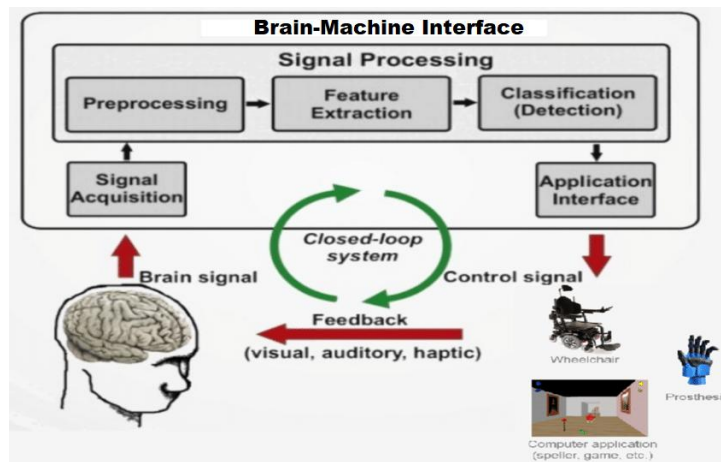 Brain-Machine Interface
Signal Processing
Preprocessing
Feature
Extraction
Classification
(Detection)
Signal
Acquisition
Application
Interface
Closed-loop
system
Brain signal
Control signal
Feedback
(visual, auditory, haptic)
Wheelchair
Prosthesi
Computer application
(speller, game, etc.)